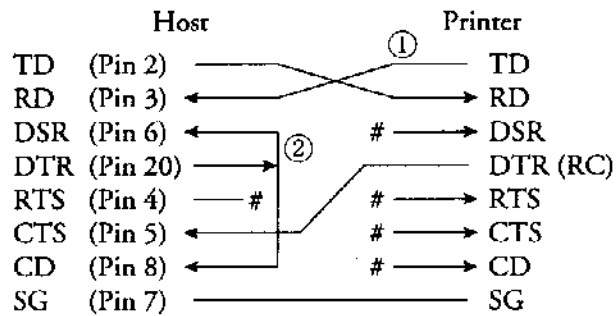 Host Printer
①
TD (Pin 2) TD
RD (Pin 3) RD
DSR (Pin 6) # DSR
②
DTR (Pin 20) DTR (RC)
RTS (Pin 4) # # RTS
CTS (Pin 5) # CTS
CD (Pin 8) # CD
SG (Pin 7) SG